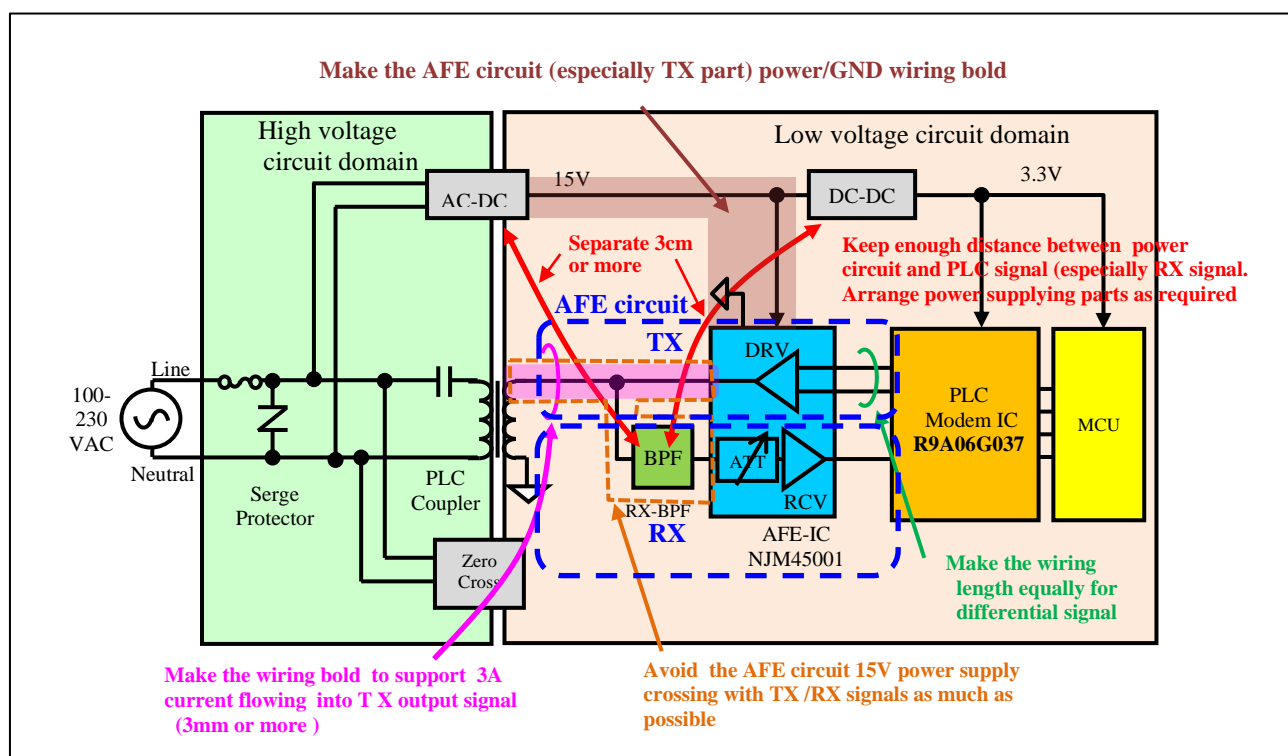 Make the AFE circuit (especially TX part) power/GND wiring bold
High voltage
circuit domain
Low voltage circuit domain
AC-DC
15V
DC-DC
3.3V
Separate 3cm
or more
Keep enough distance between power
circuit and PLC signal (especially RX signal.
Arrange power supplying parts as required
AFE circuit
TX
DRV
Line
100-
230
VAC
Neutral
Serge
Protector
PLC
Coupler
BPF
RX-BPF
RX
ATT
RCV
AFE-IC
NJM45001
PLC
Modem IC
R9A06G037
MCU
Zero
Cross
Make the wiring
length equally for
differential signal
Make the wiring bold to support 3A
current flowing into T X output signal
(3mm or more )
Avoid the AFE circuit 15V power supply
crossing with TX /RX signals as much as
possible